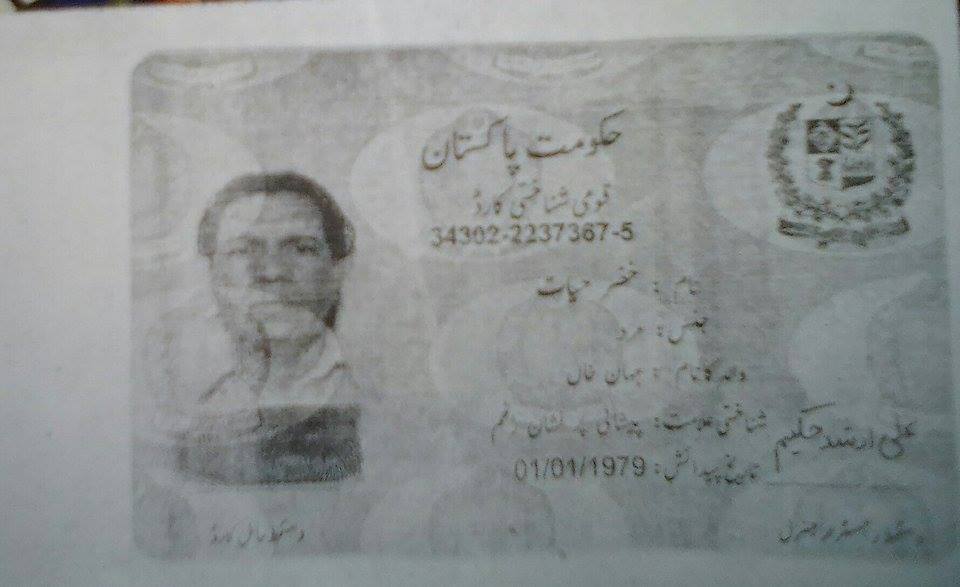 حکومت پاکستان
قومی شناختی کارڈ
34302-2237367-5
نام : خضر حیات
جنس : مرد
والد کا نام : جہان خان
شناختی علامت : پیشانی پہ نشان زخم
تاریخ پیدائش : 01/01/1979
علی ارشد حکیم
دستخط حامل کارڈ
دستخط رجسٹرار جنرل